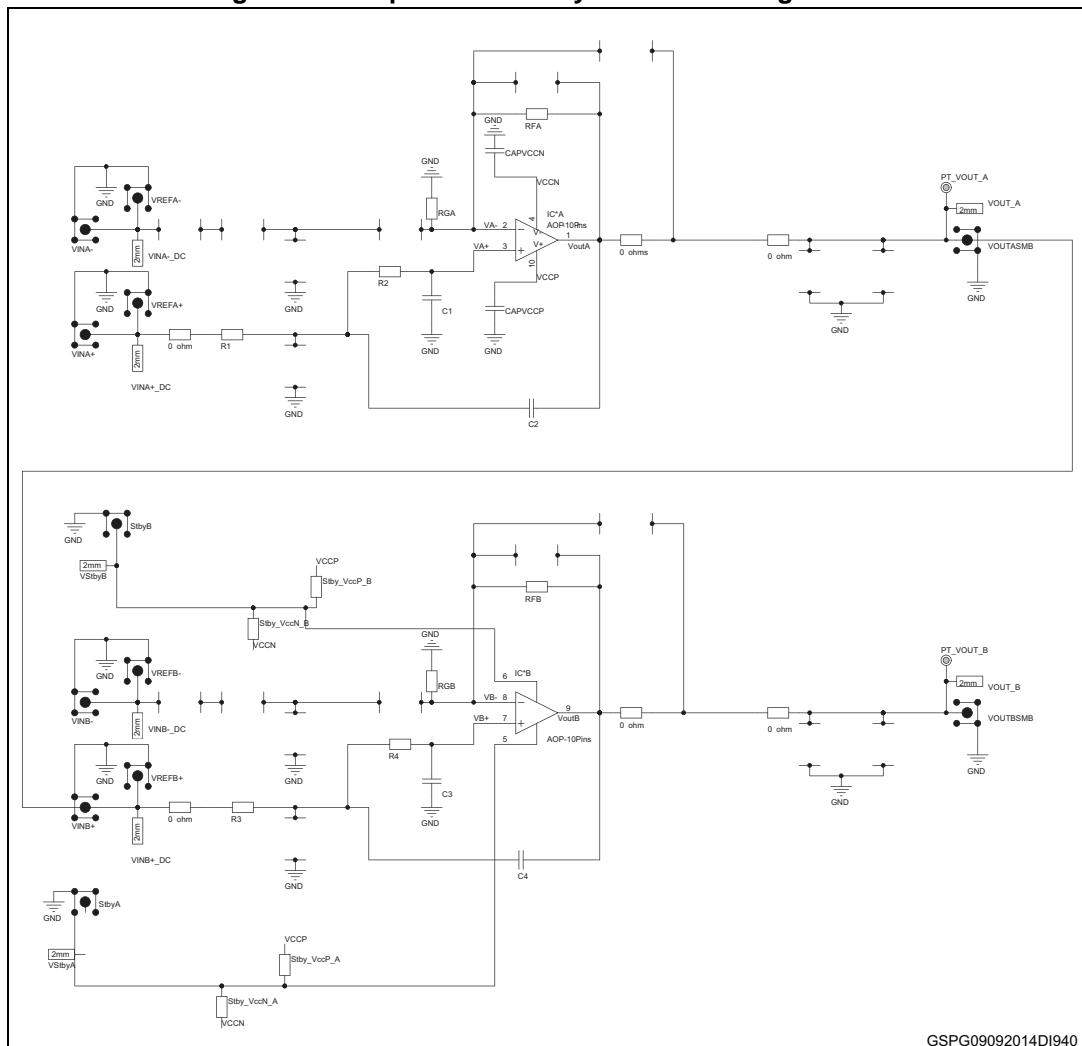 GND
RFA
CAPVCCN
GND
GND
PT_VOUT_A
VCCN
VREFA-
RGA
IC*A
2mm
VOUT_A
GND
VA-
2
4
V-
AOP-10Pins
1
VINA-
2mm
VINA-_DC
VA+
3
V+
VoutA
0 ohms
0 ohm
VOUTASMB
10
VCCP
R2
GND
VREFA+
GND
C1
CAPVCCP
GND
GND
GND
GND
GND
VINA+
2mm
0 ohm
R1
VINA+_DC
GND
C2
StbyB
GND
VCCP
2mm
VStbyB
Stby_VccP_B
RFB
Stby_VccN_B
GND
VCCN
PT_VOUT_B
VREFB-
6
IC*B
RGB
2mm
VOUT_B
GND
VB-
8
9
VINB-
2mm
VINB-_DC
VB+
7
VoutB
0 ohm
0 ohm
VOUTBSMB
5
AOP-10Pins
R4
GND
VREFB+
GND
C3
GND
GND
GND
GND
VINB+
2mm
0 ohm
R3
VINB+_DC
GND
C4
StbyA
GND
VCCP
2mm
VStbyA
Stby_VccP_A
Stby_VccN_A
VCCN
GSPG09092014DI940